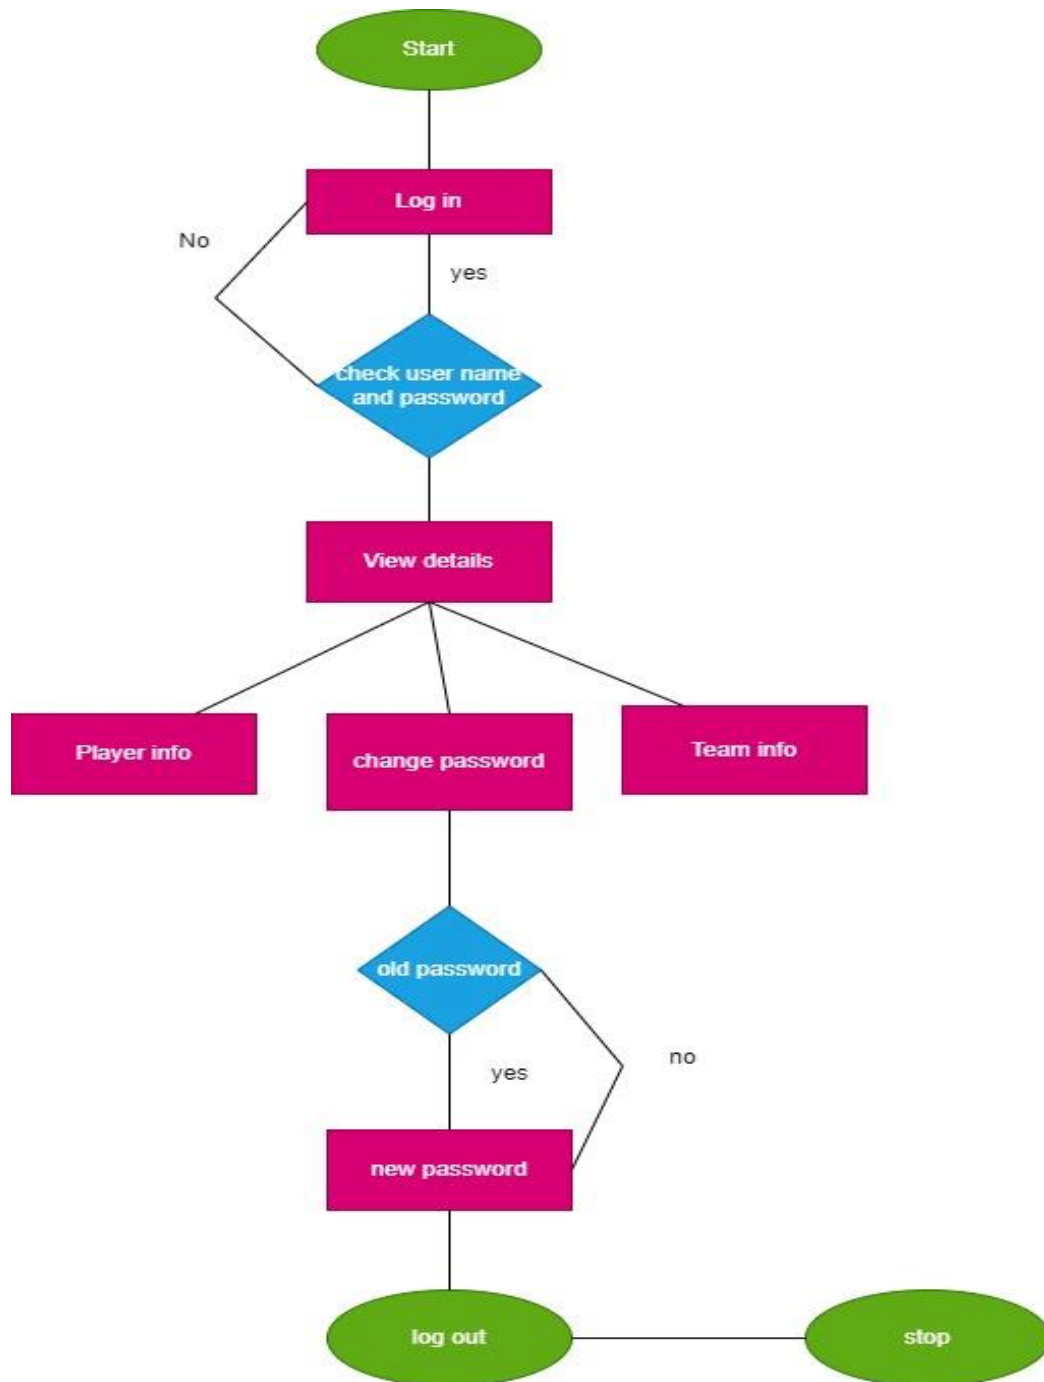 Start
Log in
No
yes
check user name
and password
View details
Player info
change password
Team info
old password
yes
no
new password
log out
stop